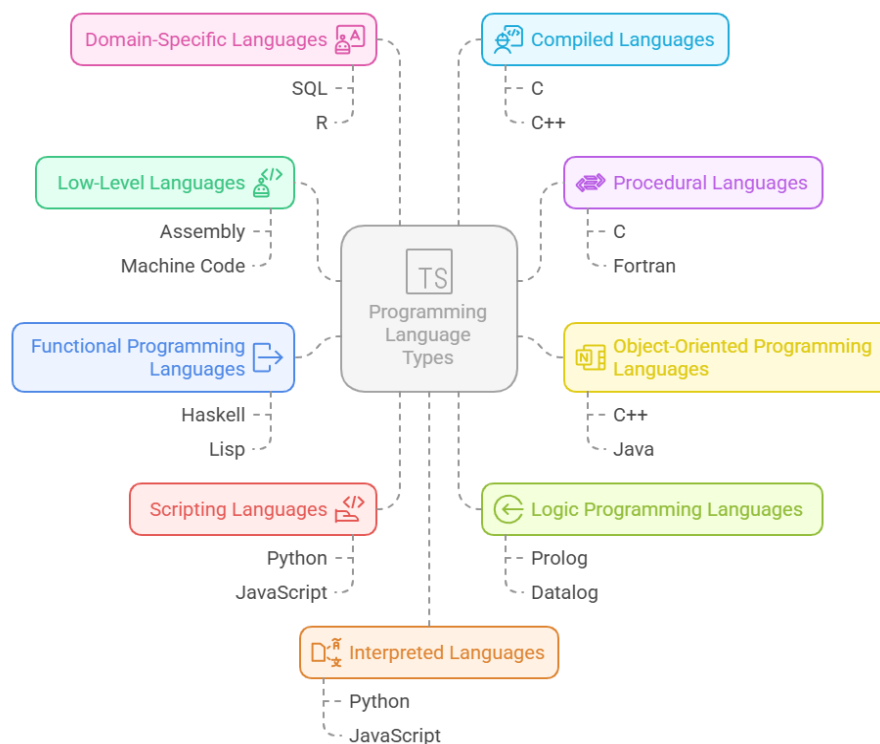 Domain-Specific Languages
SQL
R
Compiled Languages
C
C++
Low-Level Languages
Assembly
Machine Code
Procedural Languages
C
Fortran
TS
Programming
Language
Types
Functional Programming
Languages
Haskell
Lisp
Object-Oriented Programming
Languages
N
C++
Java
Scripting Languages
Python
JavaScript
Logic Programming Languages
Prolog
Datalog
Interpreted Languages
Python
JavaScript